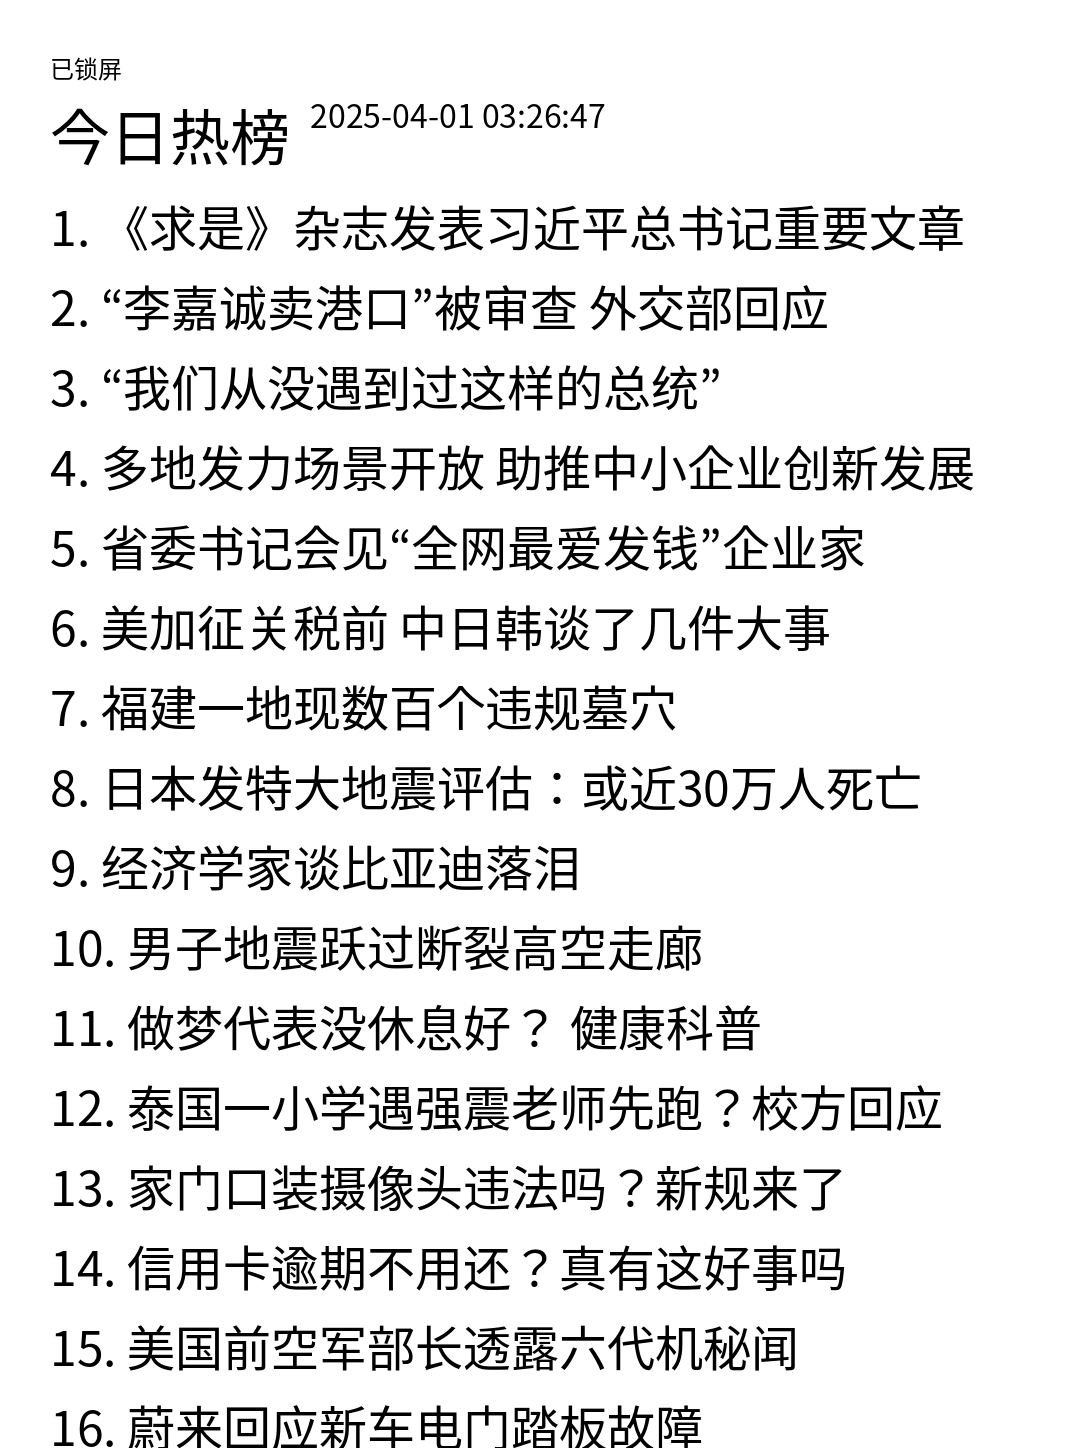 已锁屏
今日热榜 2025-04-01 03:26:47
1. 《求是》杂志发表习近平总书记重要文章
2. “李嘉诚卖港口”被审查 外交部回应
3. “我们从没遇到过这样的总统”
4. 多地发力场景开放 助推中小企业创新发展
5. 省委书记会见“全网最爱发钱”企业家
6. 美加征关税前 中日韩谈了几件大事
7. 福建一地现数百个违规墓穴
8. 日本发特大地震评估：或近30万人死亡
9. 经济学家谈比亚迪落泪
10. 男子地震跃过断裂高空走廊
11. 做梦代表没休息好？ 健康科普
12. 泰国一小学遇强震老师先跑？校方回应
13. 家门口装摄像头违法吗？新规来了
14. 信用卡逾期不用还？真有这好事吗
15. 美国前空军部长透露六代机秘闻
16. 蔚来回应新车电门踏板故障